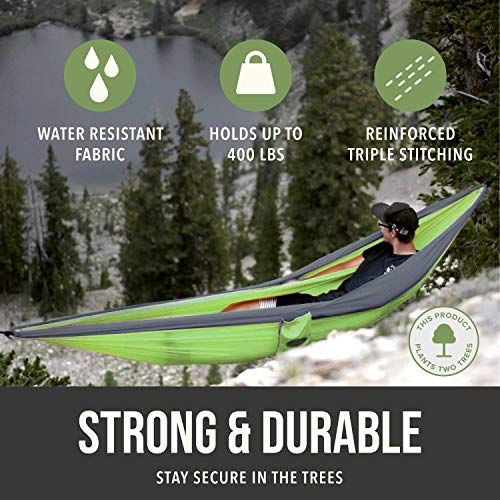 WATER RESISTANT
FABRIC
HOLDS UP TO
400 LBS
REINFORCED
TRIPLE STITCHING
THIS PRODUCT
PLANTS TWO TREES
STRONG & DURABLE
STAY SECURE IN THE TREES